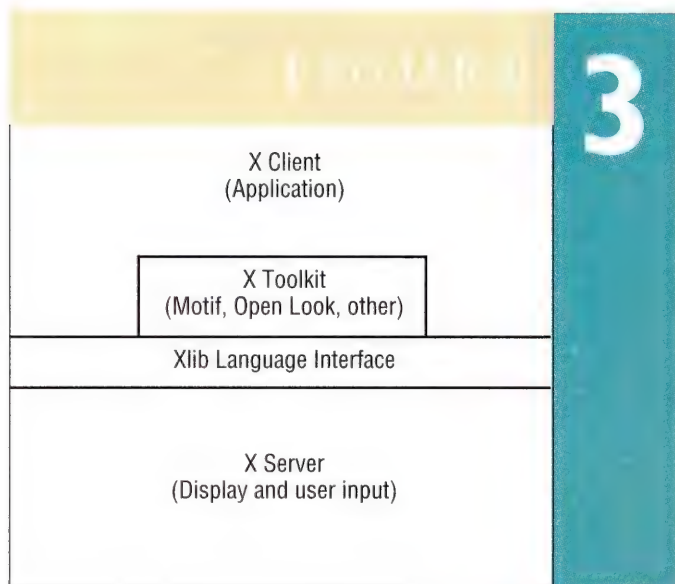 3
X Client
(Application)
X Toolkit
(Motif, Open Look, other)
Xlib Language Interface
X Server
(Display and user input)